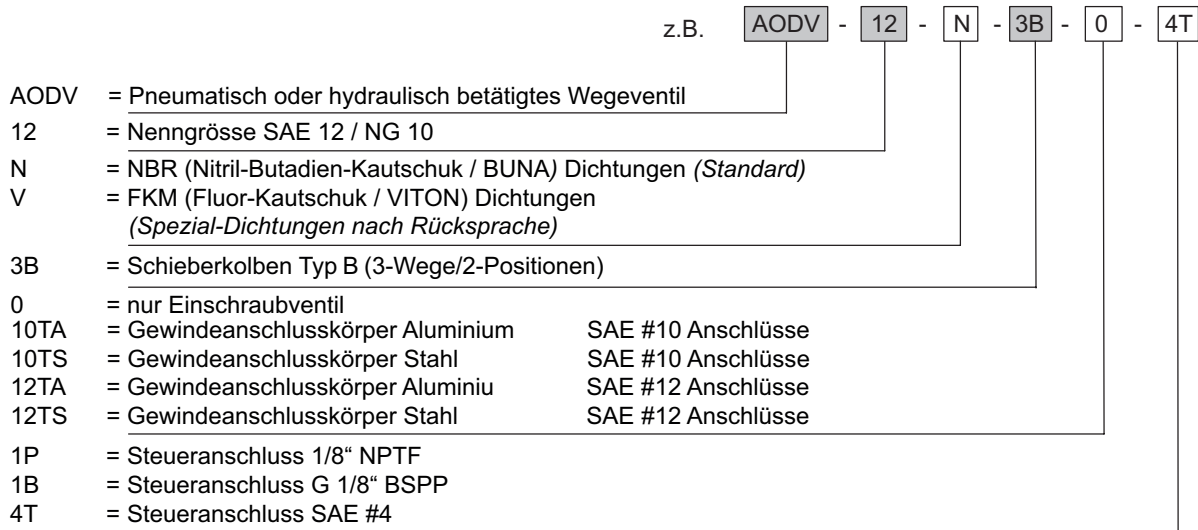 z.B. AODV - 12 - N - 3B - 0 - 4T
AODV = Pneumatisch oder hydraulisch betätigtes Wegeventil
12 = Nenngrösse SAE 12 / NG 10
N = NBR (Nitril-Butadien-Kautschuk / BUNA) Dichtungen (Standard)
V = FKM (Fluor-Kautschuk / VITON) Dichtungen
(Spezial-Dichtungen nach Rücksprache)
3B = Schieberkolben Typ B (3-Wege/2-Positionen)
0 = nur Einschraubventil
10TA = Gewindeanschlusskörper Aluminium SAE #10 Anschlüsse
10TS = Gewindeanschlusskörper Stahl SAE #10 Anschlüsse
12TA = Gewindeanschlusskörper Aluminiu SAE #12 Anschlüsse
12TS = Gewindeanschlusskörper Stahl SAE #12 Anschlüsse
1P = Steueranschluss 1/8“ NPTF
1B = Steueranschluss G 1/8“ BSPP
4T = Steueranschluss SAE #4